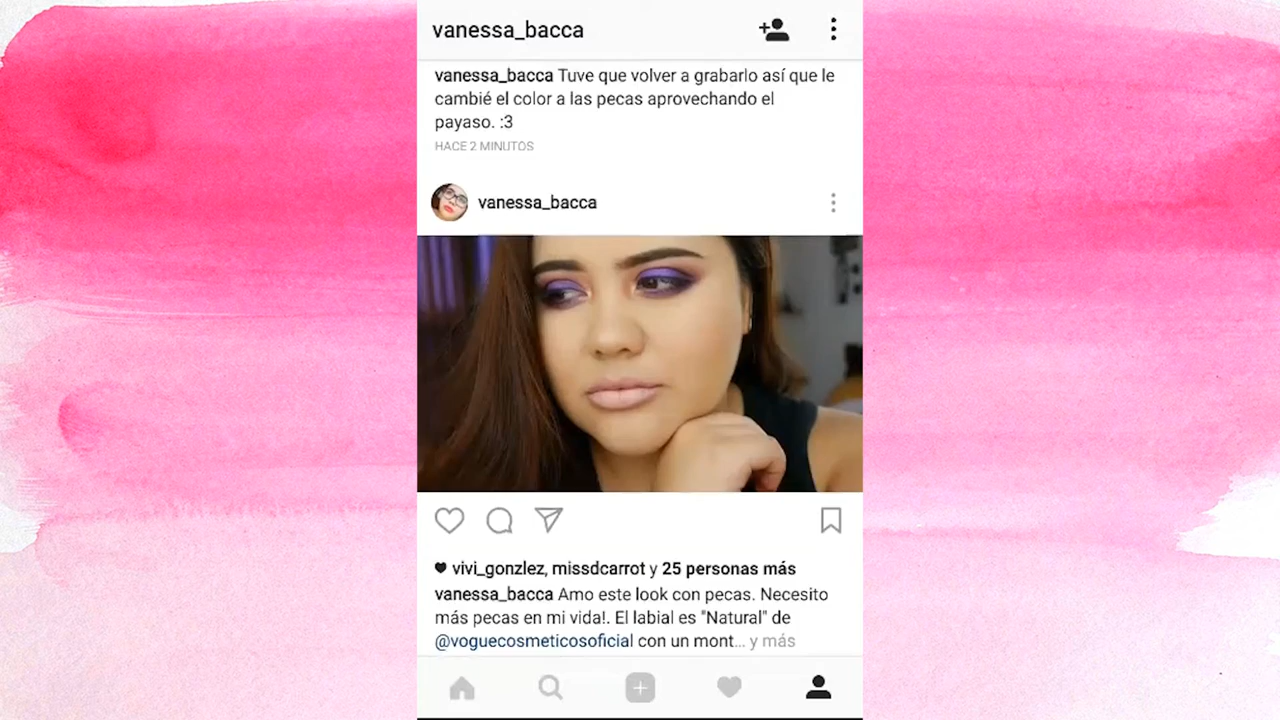 vanessa_bacca
vanessa_bacca Tuve que volver a grabarlo así que le
cambié el color a las pecas aprovechando el
payaso. :3
HACE 2 MINUTOS
vanessa_bacca
vivi_gonzlez, missdcarrot y 25 personas más
vanessa_bacca Amo este look con pecas. Necesito
más pecas en mi vida!. El labial es "Natural" de
@voguecosmeticosoficial con un mont... y más